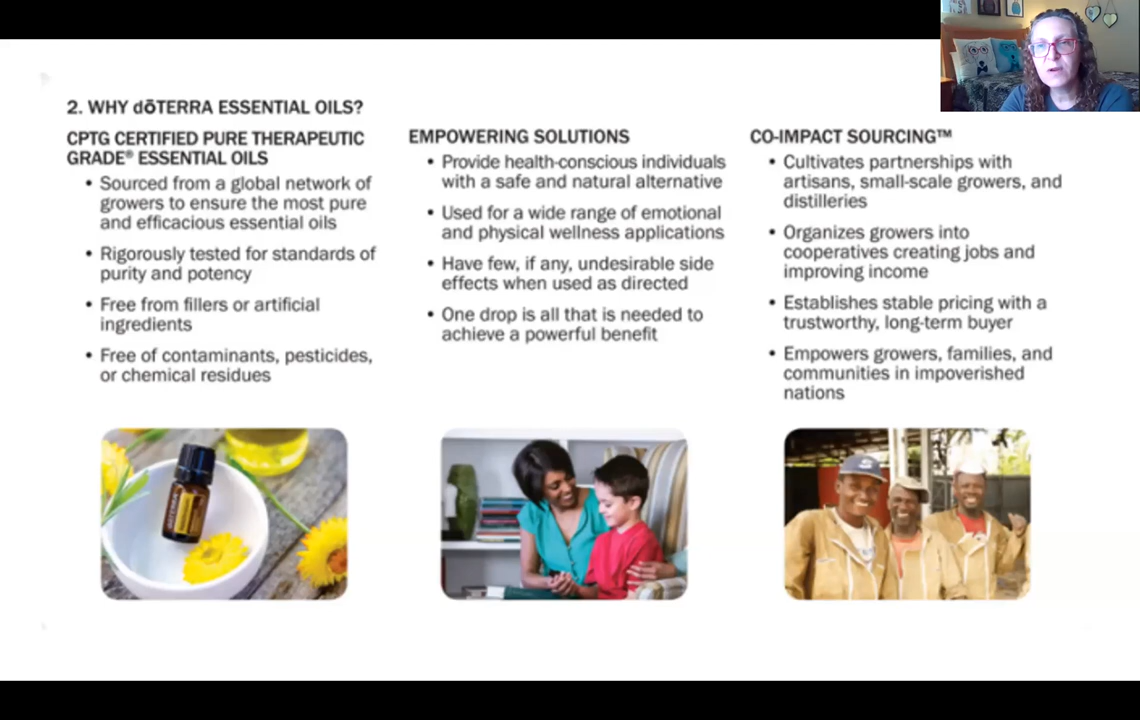 2. WHY dōTERRA ESSENTIAL OILS?
CPTG CERTIFIED PURE THERAPEUTIC
GRADE® ESSENTIAL OILS
• Sourced from a global network of
growers to ensure the most pure
and efficacious essential oils
• Rigorously tested for standards of
purity and potency
• Free from fillers or artificial
ingredients
• Free of contaminants, pesticides,
or chemical residues
EMPOWERING SOLUTIONS
• Provide health-conscious individuals
with a safe and natural alternative
• Used for a wide range of emotional
and physical wellness applications
• Have few, if any, undesirable side
effects when used as directed
• One drop is all that is needed to
achieve a powerful benefit
CO-IMPACT SOURCING™
• Cultivates partnerships with
artisans, small-scale growers, and
distilleries
• Organizes growers into
cooperatives creating jobs and
improving income
• Establishes stable pricing with a
trustworthy, long-term buyer
• Empowers growers, families, and
communities in impoverished
nations